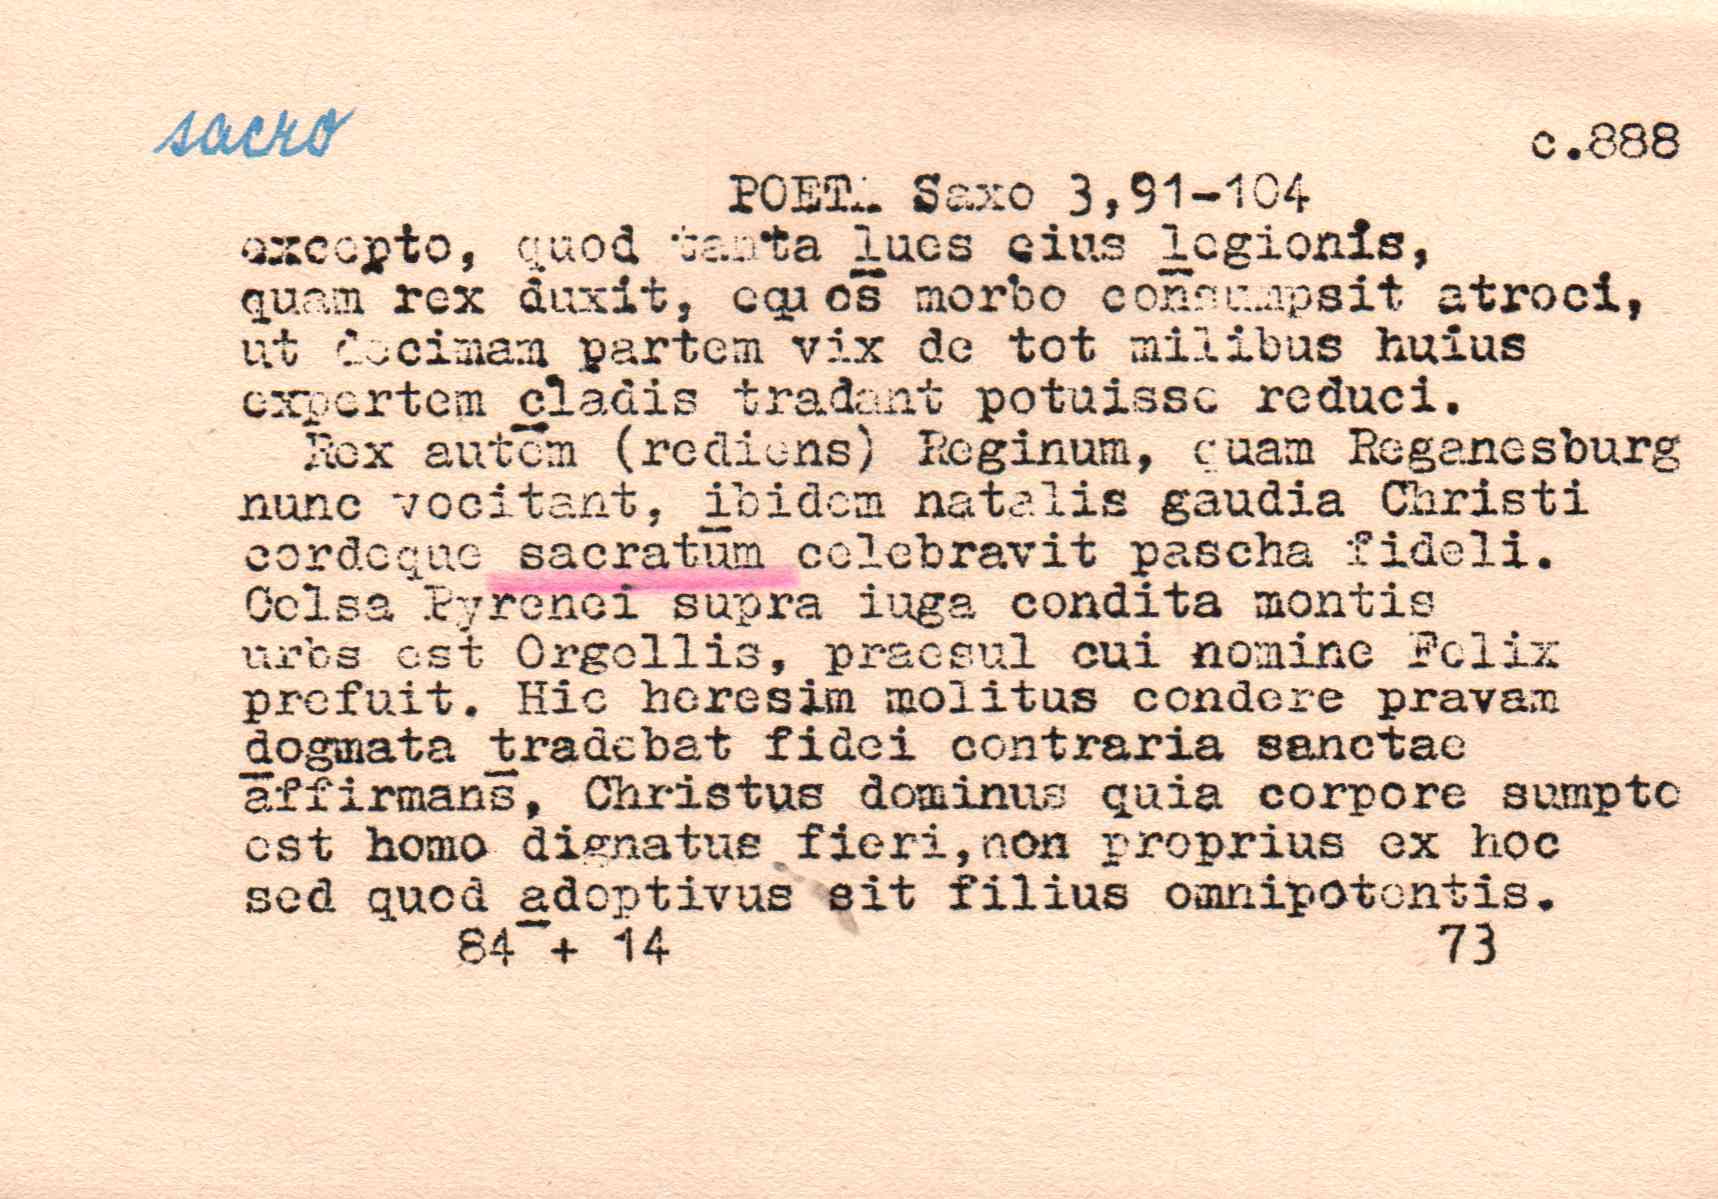 sacro
c.888
POETA Saxo 3,91-104
excepto, quod tanta lues eius legionis,
quam rex duxit, equos morbo consumpsit atroci,
ut decimam partem vix de tot milibus huius
expertem cladis tradant potuisse reduci.
Rex autem (rediens) Reginum, quam Reganesburg
nunc vocitant, ibidem natalis gaudia Christi
cordeque sacratum celebravit pascha fideli.
Celsa Pyrenei supra iuga condita montis
urbs est Orgellis, praesul cui nomine Felix
prefuit. Hic heresim molitus condere pravam
dogmata tradebat fidei contraria sanctae
affirmans, Christus dominus quia corpore sumpto
est homo dignatus fieri,non proprius ex hoc
sed quod adoptivus sit filius omnipotentis.
84 + 14 73